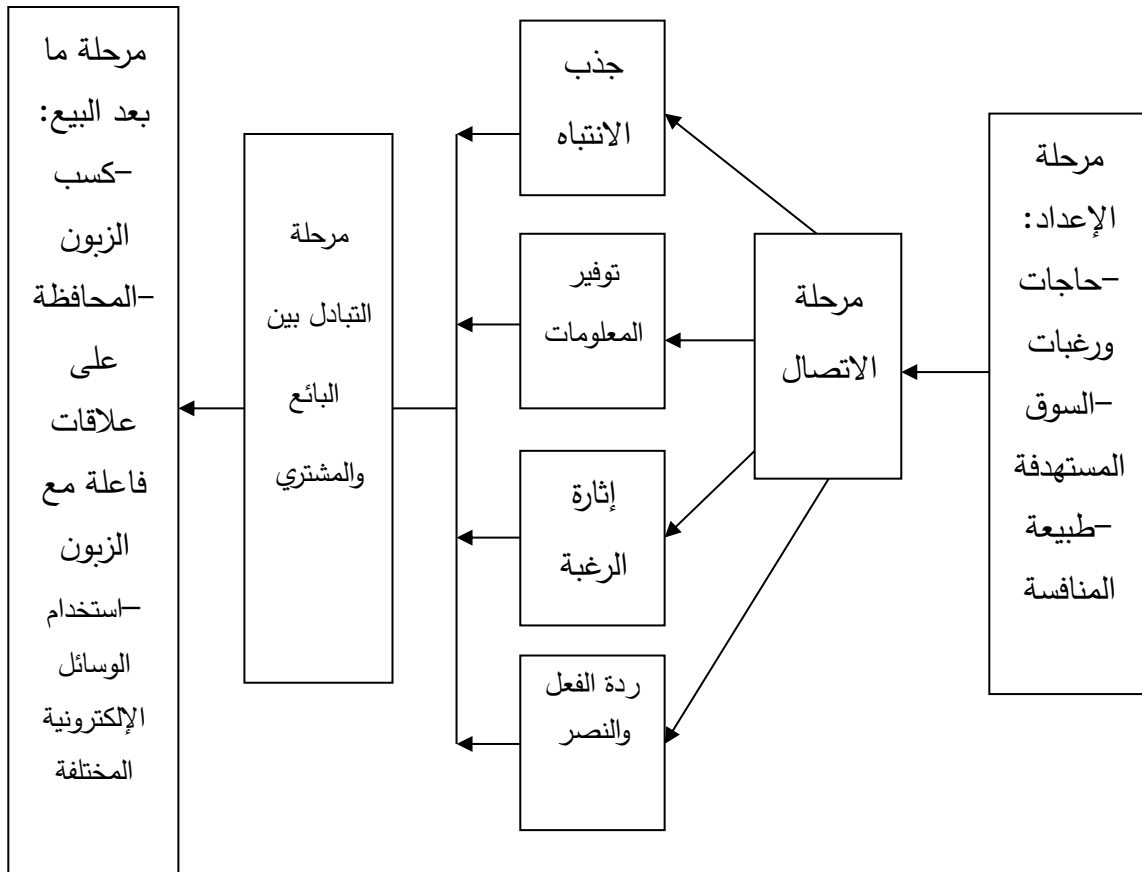 مرحلة
الإعداد:
–حاجات
ورغبات
–السوق
المستهدفة
–طبيعة
المنافسة
مرحلة
الاتصال
جذب
الانتباه
توفير
المعلومات
إثارة
الرغبة
ردة الفعل
والنصر
مرحلة
التبادل بين
البائع
والمشتري
مرحلة ما
بعد البيع:
–كسب
الزبون
–المحافظة
على
علاقات
فاعلة مع
الزبون
–استخدام
الوسائل
الإلكترونية
المختلفة